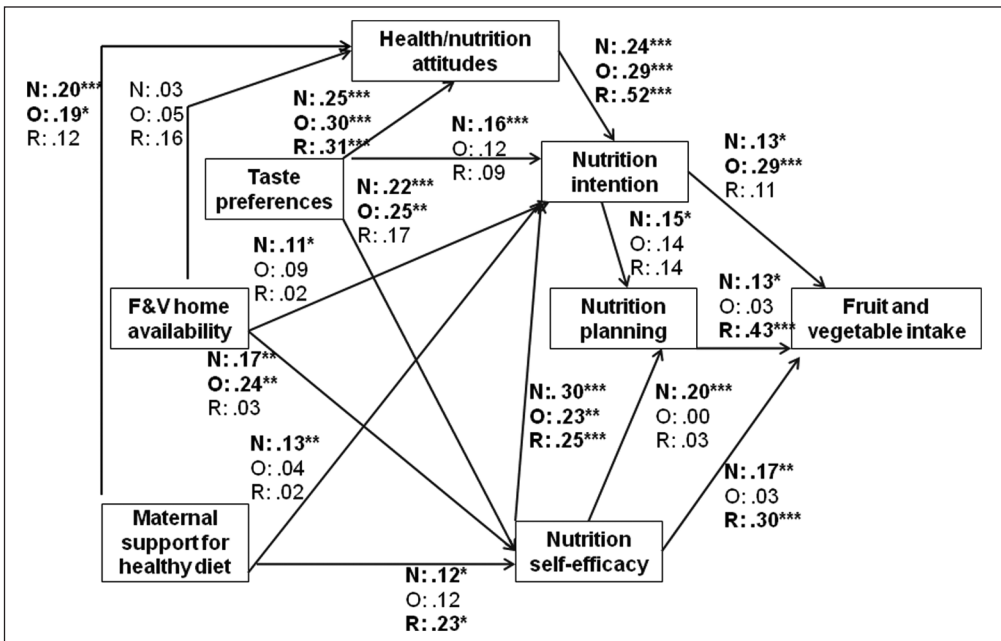 Health/nutrition
attitudes
N: .24***
O: .29***
R: .52***
N: .20***
O: .19*
R: .12
N: .03
O: .05
R: .16
N: .25***
O: .30***
R: .31***
N: .16***
O: .12
R: .09
Nutrition
intention
N: .13*
O: .29***
R: .11
Taste
preferences
N: .22***
O: .25**
R: .17
N: .11*
O: .09
R: .02
N: .15*
O: .14
R: .14
F&V home
availability
Nutrition
planning
N: .13*
O: .03
R: .43***
Fruit and
vegetable intake
N: .17**
O: .24**
R: .03
N:. 30***
O: .23**
R: .25***
N: .20***
O: .00
R: .03
N: .13**
O: .04
R: .02
N: .17**
O: .03
R: .30***
Maternal
support for
healthy diet
Nutrition
self-efficacy
N: .12*
O: .12
R: .23*